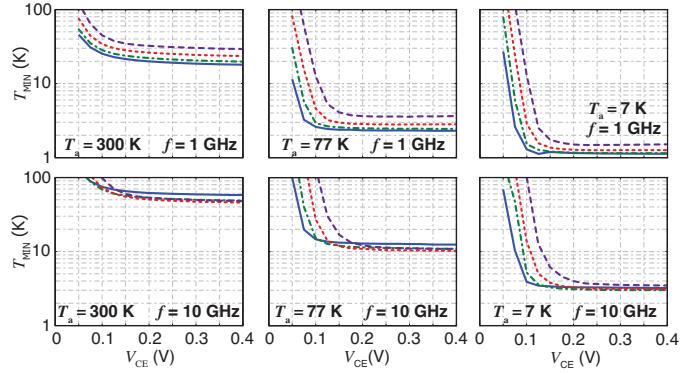 100
10
1
T_MIN (K)
T_a = 300 K f = 1 GHz
T_a = 77 K f = 1 GHz
T_a = 7 K
f = 1 GHz
100
10
1
T_MIN (K)
T_a = 300 K f = 10 GHz
T_a = 77 K f = 10 GHz
T_a = 7 K f = 10 GHz
0 0.1 0.2 0.3 0.4
0 0.1 0.2 0.3 0.4
0 0.1 0.2 0.3 0.4
V_CE (V)
V_CE(V)
V_CE (V)